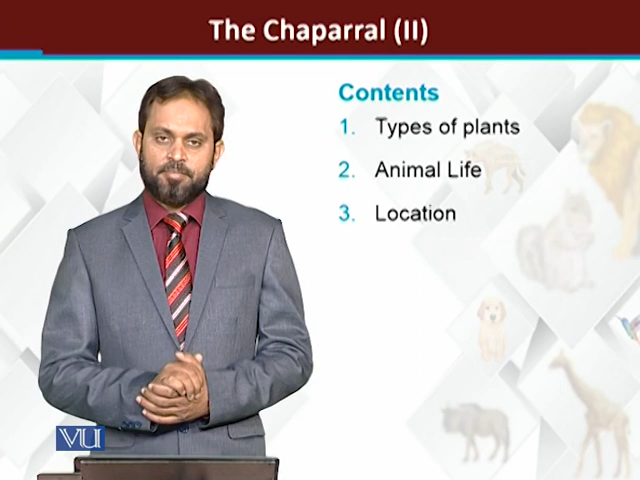 The Chaparral (II)
Contents
1. Types of plants
2. Animal Life
3. Location
VU